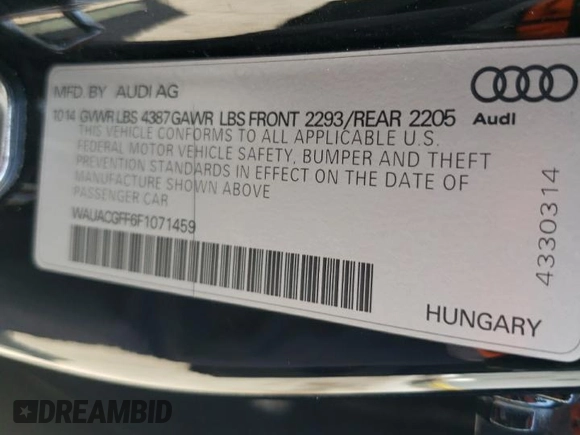 MFD. BY AUDI AG
10 14 GVWR LBS 4387 GAWR LBS FRONT 2293/REAR 2205
THIS VEHICLE CONFORMS TO ALL APPLICABLE U.S.
FEDERAL MOTOR VEHICLE SAFETY, BUMPER AND THEFT
PREVENTION STANDARDS IN EFFECT ON THE DATE OF
MANUFACTURE SHOWN ABOVE
PASSENGER CAR
WAUACGFF6F1071459
Audi
4330314
HUNGARY
DREAMBID